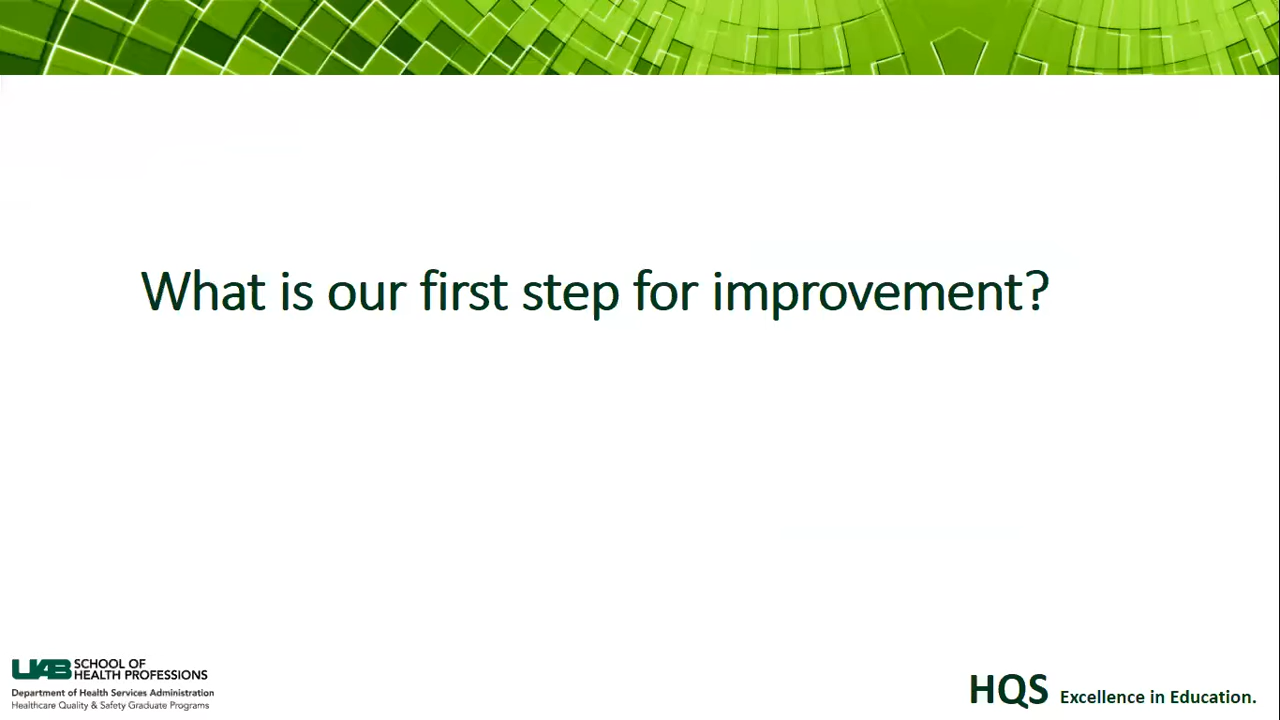 What is our first step for improvement?
UAB SCHOOL OF
HEALTH PROFESSIONS
Department of Health Services Administration
Healthcare Quality & Safety Graduate Programs
HQS Excellence in Education.